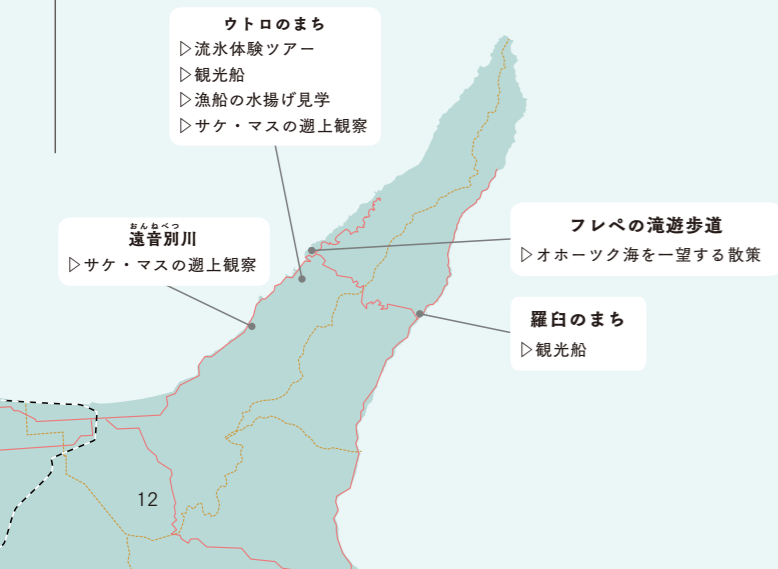 ウトロのまち
▷流氷体験ツアー
▷観光船
▷漁船の水揚げ見学
▷サケ・マスの遡上観察
おんねべつ
遠音別川
▷サケ・マスの遡上観察
フレペの滝遊歩道
▷オホーツク海を一望する散策
羅臼のまち
▷観光船
12